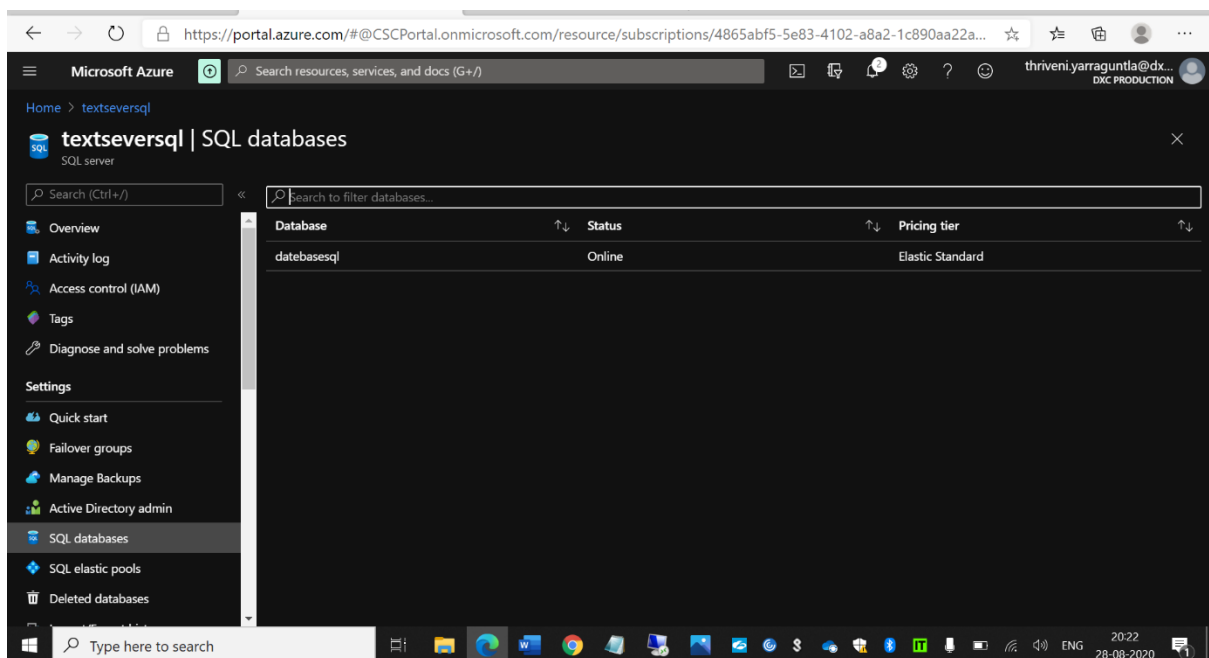 https://portal.azure.com/#@CSCPortal.onmicrosoft.com/resource/subscriptions/4865abf5-5e83-4102-a8a2-1c890aa22a...
Microsoft Azure
Search resources, services, and docs (G+/)
2
thriveni.yarraguntla@dx...
DXC PRODUCTION
Home > textseversql
SQL
textseversql | SQL databases
SQL server
Search (Ctrl+/)
Search to filter databases...
Overview
Database Status Pricing tier
Activity log
datebasesql Online Elastic Standard
Access control (IAM)
Tags
Diagnose and solve problems
Settings
Quick start
Failover groups
Manage Backups
Active Directory admin
SQL databases
SQL elastic pools
Deleted databases
Type here to search
ENG
20:22
28-08-2020
1